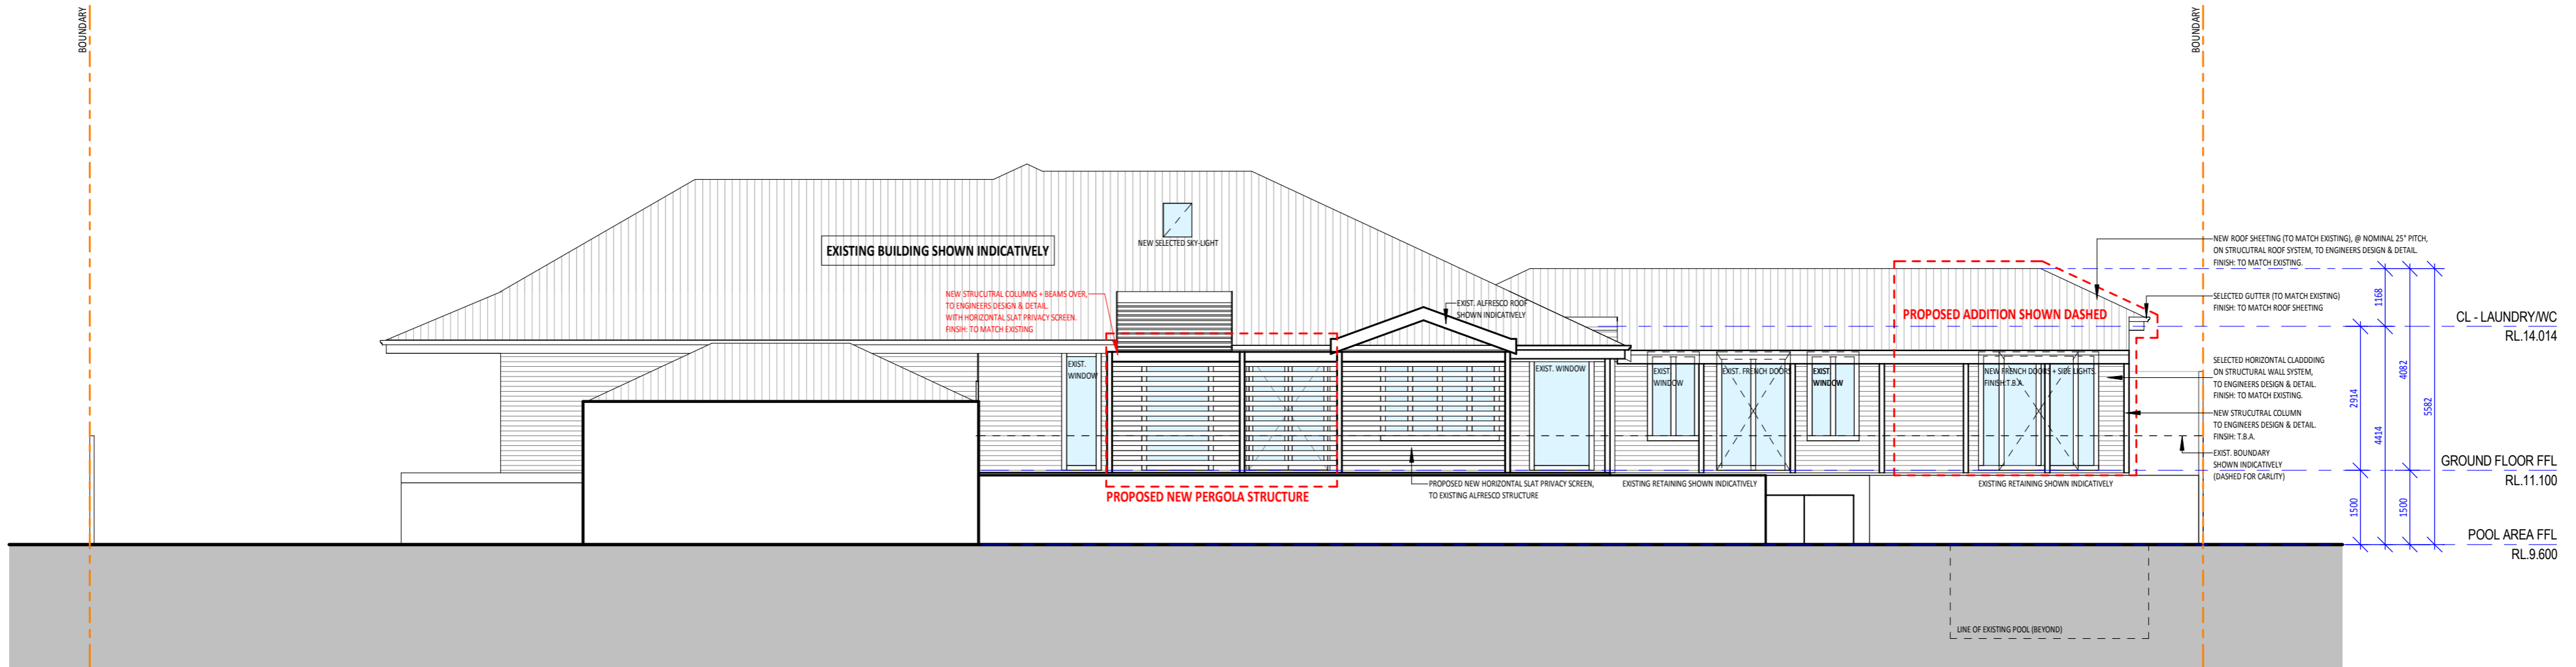 BOUNDARY
BOUNDARY
EXISTING BUILDING SHOWN INDICATIVELY
NEW SELECTED SKY-LIGHT
NEW STRUCUTRAL COLUMNS + BEAMS OVER,
TO ENGINEERS DESIGN & DETAIL.
WITH HORIZONTAL SLAT PRIVACY SCREEN.
FINSIH: TO MATCH EXISTING
EXIST. ALFRESCO ROOF
SHOWN INDICATIVELY
PROPOSED ADDITION SHOWN DASHED
NEW ROOF SHEETING (TO MATCH EXISTING), @ NOMINAL 25° PITCH,
ON STRUCUTRAL ROOF SYSTEM, TO ENGINEERS DESIGN & DETAIL.
FINISH: TO MATCH EXISTING.
SELECTED GUTTER (TO MATCH EXISTING)
FINISH: TO MATCH ROOF SHEETING
SELECTED HORIZONTAL CLADDDING
ON STRUCTURAL WALL SYSTEM,
TO ENGINEERS DESIGN & DETAIL.
FINISH: TO MATCH EXISTING.
NEW STRUCUTRAL COLUMN
TO ENGINEERS DESIGN & DETAIL.
FINSIH: T.B.A.
EXIST. BOUNDARY
SHOWN INDICATIVELY
(DASHED FOR CARLITY)
EXIST.
WINDOW
EXIST. WINDOW
EXIST.
WINDOW
EXIST. FRENCH DOORS
EXIST.
WINDOW
NEW FRENCH DOORS + SIDE LIGHTS.
FINISH:T.B.A.
PROPOSED NEW PERGOLA STRUCTURE
PROPOSED NEW HORIZONTAL SLAT PRIVACY SCREEN,
TO EXISTING ALFRESCO STRUCTURE
EXISTING RETAINING SHOWN INDICATIVELY
EXISTING RETAINING SHOWN INDICATIVELY
LINE OF EXISTING POOL (BEYOND)
2914
1500
1168
4414
4082
1500
5582
CL - LAUNDRY/WC
RL.14.014
GROUND FLOOR FFL
RL.11.100
POOL AREA FFL
RL.9.600